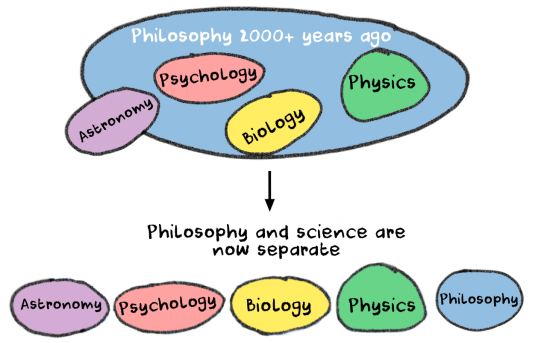 Philosophy 2000+ years ago
Psychology
Physics
Astronomy
Biology
Philosophy and science are
now separate
Astronomy
Psychology
Biology
Physics
Philosophy